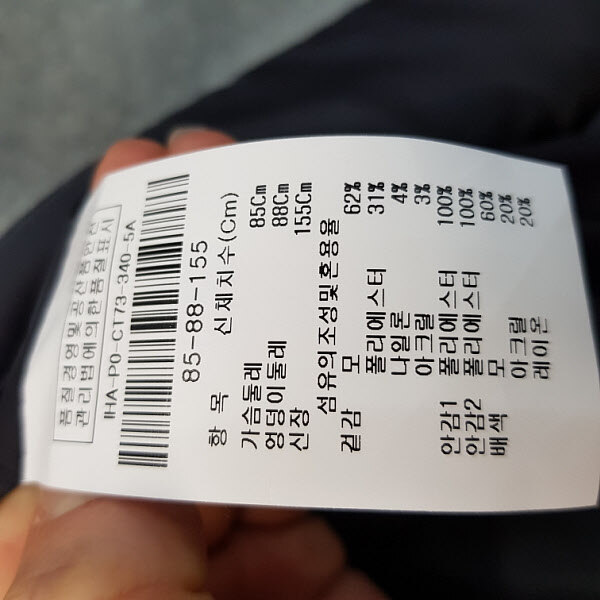 품질경영및공산품안전
관리법에의한품질표시
IHA-PO-CT73-340-5A
85-88-155
항 목 신체치수(Cm)
가슴둘레 85Cm
엉덩이둘레 88Cm
신장 155Cm
섬유의조성및혼용율
겉감 모 62%
폴리에스터 31%
나일론 4%
아크릴 3%
안감1 폴리에스터 100%
안감2 폴리에스터 100%
배색 모 60%
아크릴 20%
레이온 20%